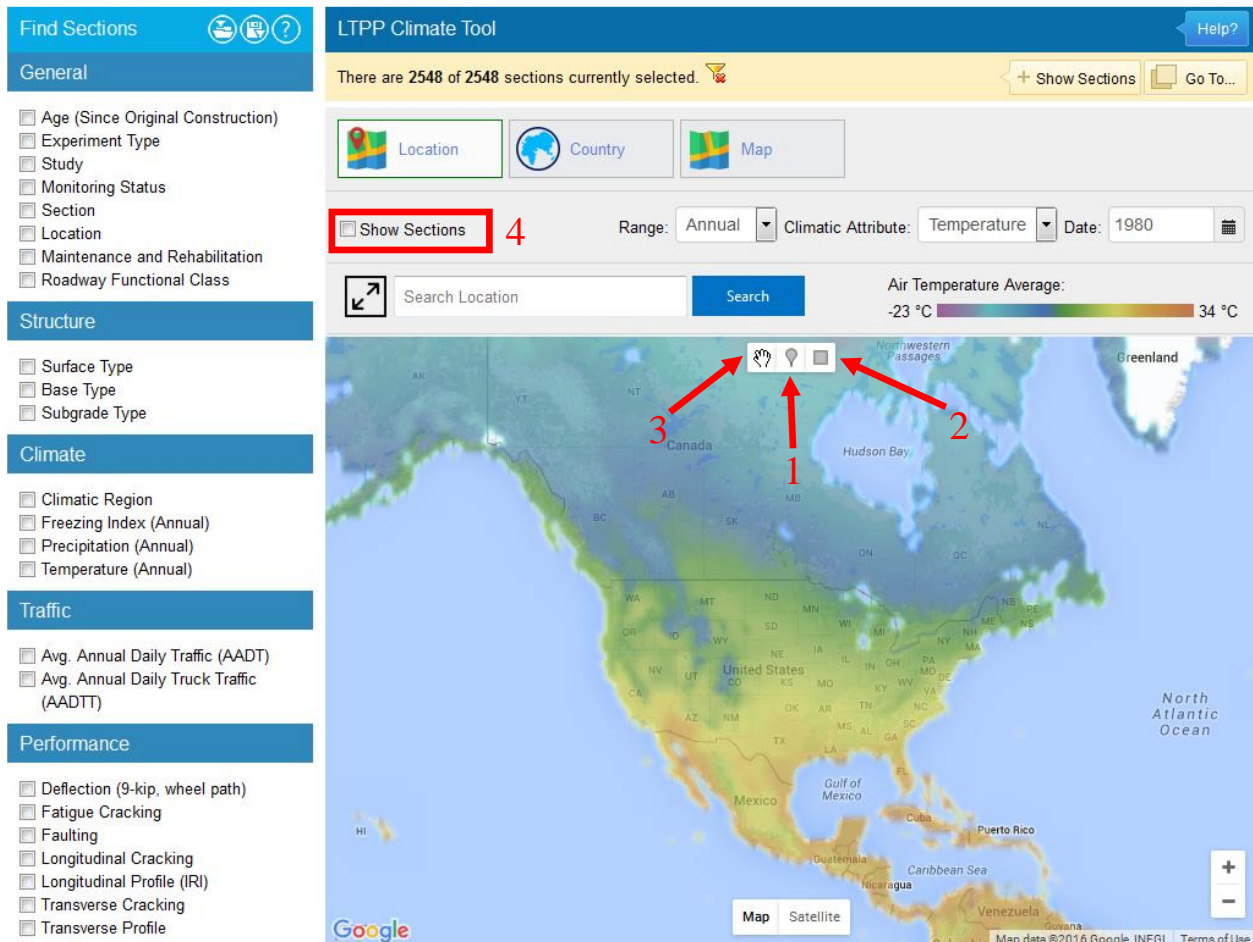 Find Sections
?
General
Age (Since Original Construction)
Experiment Type
Study
Monitoring Status
Section
Location
Maintenance and Rehabilitation
Roadway Functional Class
Structure
Surface Type
Base Type
Subgrade Type
Climate
Climatic Region
Freezing Index (Annual)
Precipitation (Annual)
Temperature (Annual)
Traffic
Avg. Annual Daily Traffic (AADT)
Avg. Annual Daily Truck Traffic
(AADTT)
Performance
Deflection (9-kip, wheel path)
Fatigue Cracking
Faulting
Longitudinal Cracking
Longitudinal Profile (IRI)
Transverse Cracking
Transverse Profile
LTPP Climate Tool
Help?
There are 2548 of 2548 sections currently selected.
+ Show Sections
Go To...
Location
Country
Map
Show Sections
4
Range: Annual
Climatic Attribute: Temperature
Date: 1980
Search Location
Search
Air Temperature Average:
-23 °C
34 °C
Northwestern
Passages
Greenland
3
1
2
AK
YT
NT
Canada
Hudson Bay
AB
MB
BC
SK
NL
ON
QC
WA
MT
ND
MN
NB
PE
OR
ID
WY
SD
WI
MI
ME
NS
NH
NY
MA
NE
IA
IL
IN
OH
PA
MD
DE
NV
UT
United States
CO
KS
MO
KY
WV
VA
CA
AZ
NM
OK
AR
TN
NC
SC
MS
AL
GA
TX
LA
FL
North
Atlantic
Ocean
Gulf of
Mexico
Mexico
HI
Cuba
Puerto Rico
Guatemala
Caribbean Sea
Nicaragua
Venezuela
Guyana
+
−
Map
Satellite
Google
Map data ©2016 Google, INEGI
Terms of Use